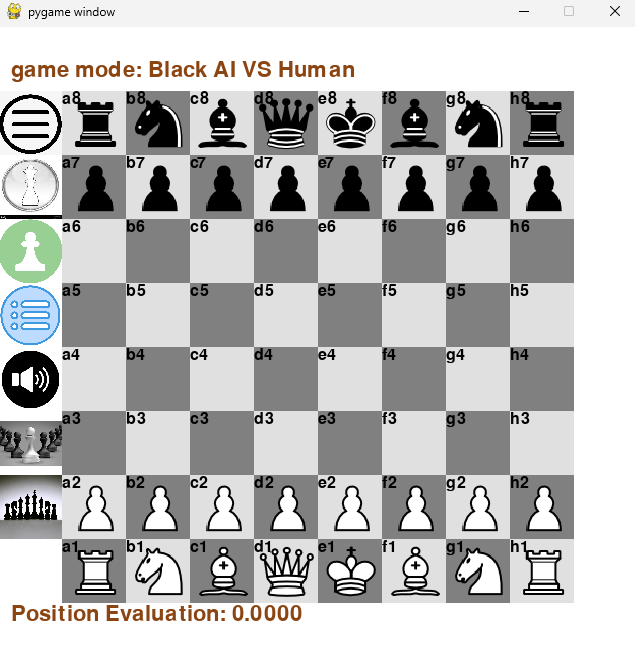 pygame window
game mode: Black AI VS Human
a8 b8 c8 d8 e8 f8 g8 h8
a7 b7 c7 d7 e7 f7 g7 h7
a6 b6 c6 d6 e6 f6 g6 h6
a5 b5 c5 d5 e5 f5 g5 h5
a4 b4 c4 d4 e4 f4 g4 h4
a3 b3 c3 d3 e3 f3 g3 h3
a2 b2 c2 d2 e2 f2 g2 h2
a1 b1 c1 d1 e1 f1 g1 h1
Position Evaluation: 0.0000